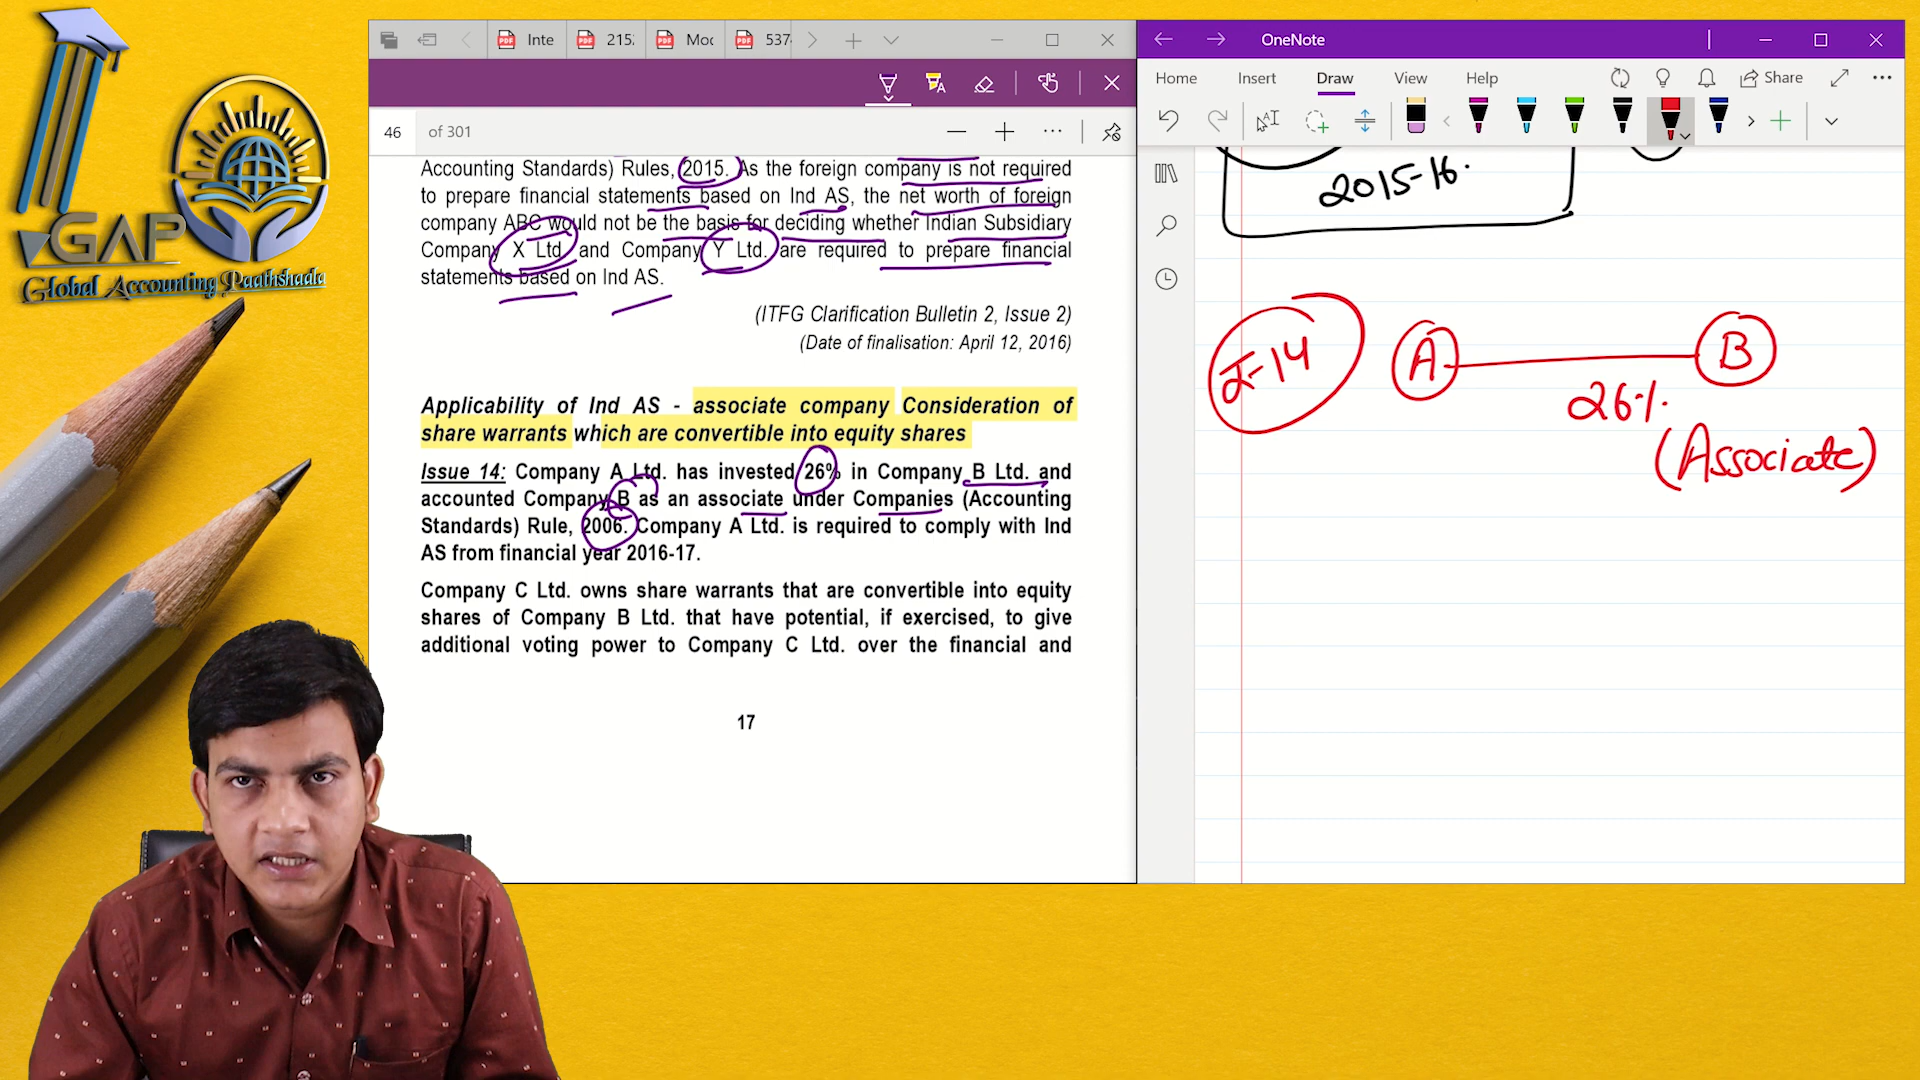 GAP
Global Accounting Paathshaala
Inte
215
Mod
537
46 of 301
Accounting Standards) Rules, 2015. As the foreign company is not required
to prepare financial statements based on Ind AS, the net worth of foreign
company ABC would not be the basis for deciding whether Indian Subsidiary
Company X Ltd and Company Y Ltd. are required to prepare financial
statements based on Ind AS.
(ITFG Clarification Bulletin 2, Issue 2)
(Date of finalisation: April 12, 2016)
Applicability of Ind AS - associate company Consideration of
share warrants which are convertible into equity shares
Issue 14: Company A Ltd. has invested 26% in Company B Ltd. and
accounted Company B as an associate under Companies (Accounting
Standards) Rule, 2006. Company A Ltd. is required to comply with Ind
AS from financial year 2016-17.
Company C Ltd. owns share warrants that are convertible into equity
shares of Company B Ltd. that have potential, if exercised, to give
additional voting power to Company C Ltd. over the financial and
17
OneNote
Home Insert Draw View Help Share
2015-16.
I-14 A B
26%.
(Associate)